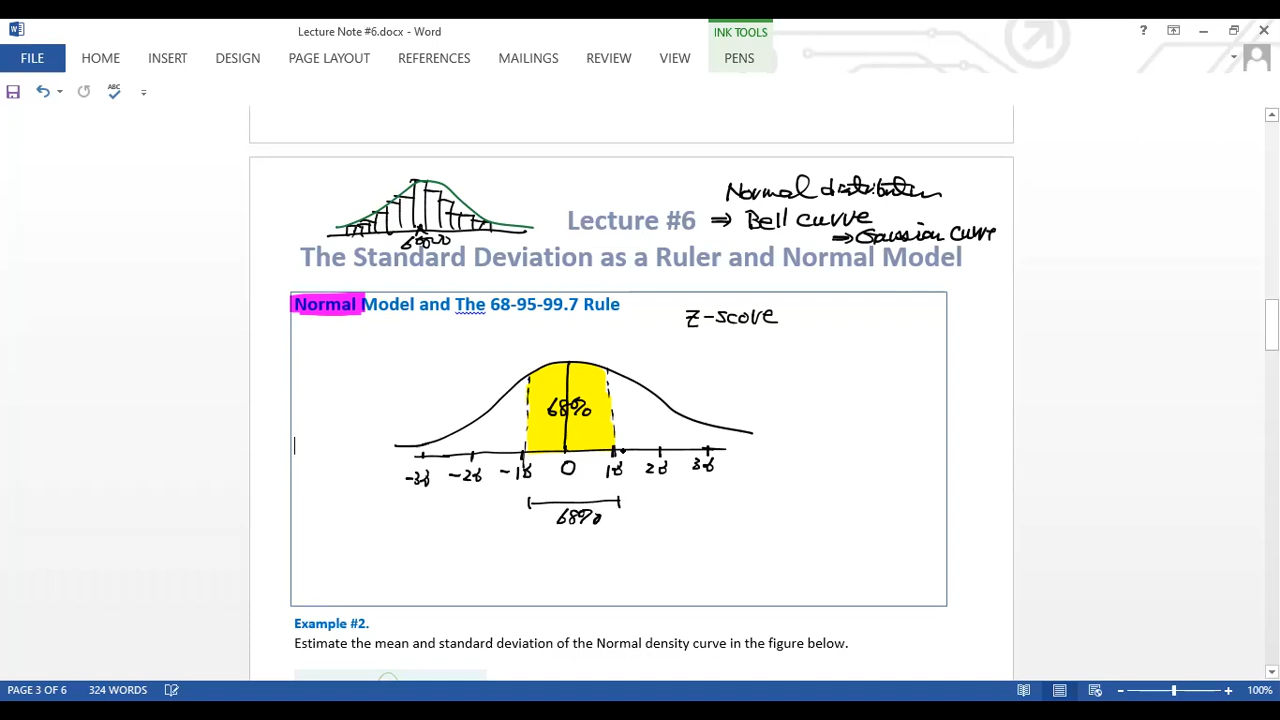 Lecture Note #6.docx - Word
INK TOOLS
FILE HOME INSERT DESIGN PAGE LAYOUT REFERENCES MAILINGS REVIEW VIEW PENS
ABC
Normal distribution
Lecture #6 ⇒ Bell curve
⇒ Gaussian curve
The Standard Deviation as a Ruler and Normal Model
Normal Model and The 68-95-99.7 Rule
Z-score
68%
-3σ -2σ -1σ 0 1σ 2σ 3σ
68%
Example #2.
Estimate the mean and standard deviation of the Normal density curve in the figure below.
PAGE 3 OF 6 324 WORDS 100%